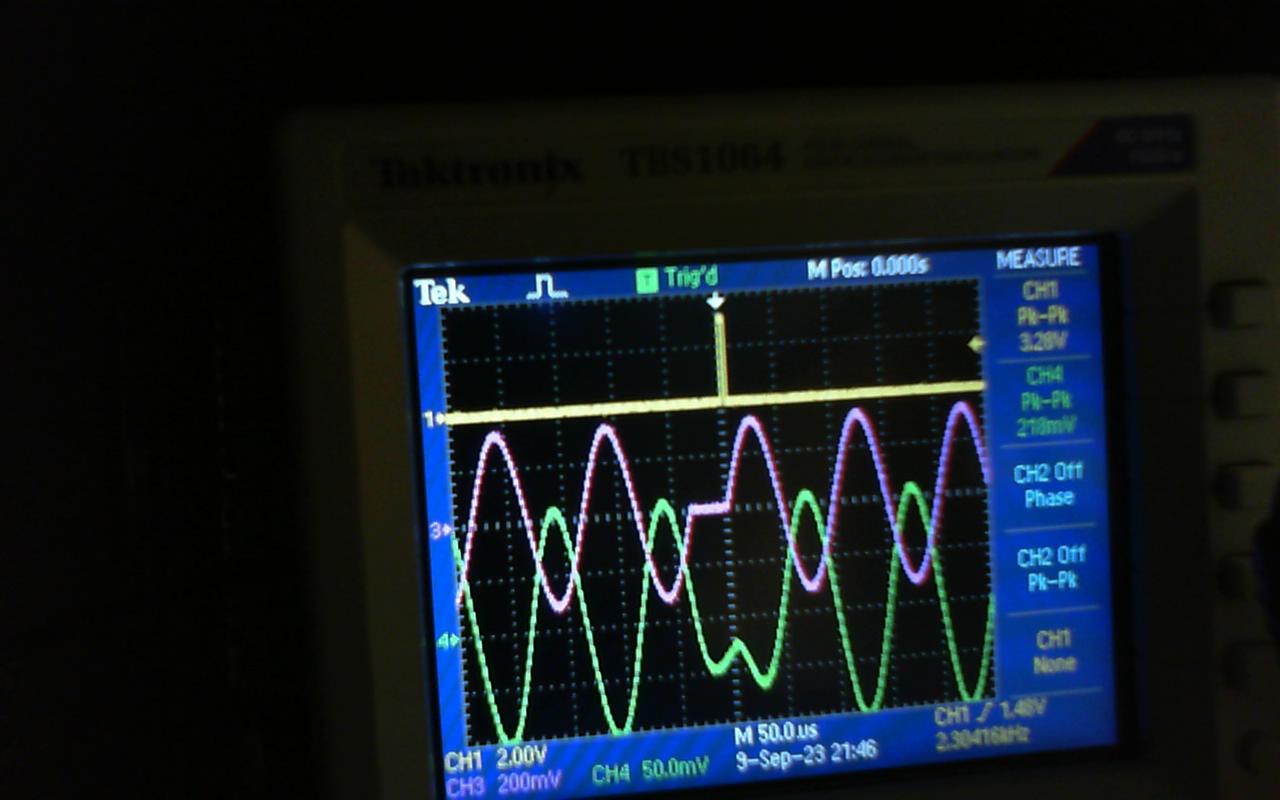 Tektronix TBS1064
Tek T Trig'd M Pos: 0.000s MEASURE
CH1
Pk-Pk
3.28V
CH4
Pk-Pk
218mV
CH2 Off
Phase
CH2 Off
Pk-Pk
CH1
None
1
3
4
CH1 2.00V M 50.0us CH1 1.48V
CH3 200mV CH4 50.0mV 9-Sep-23 21:46 2.30416kHz